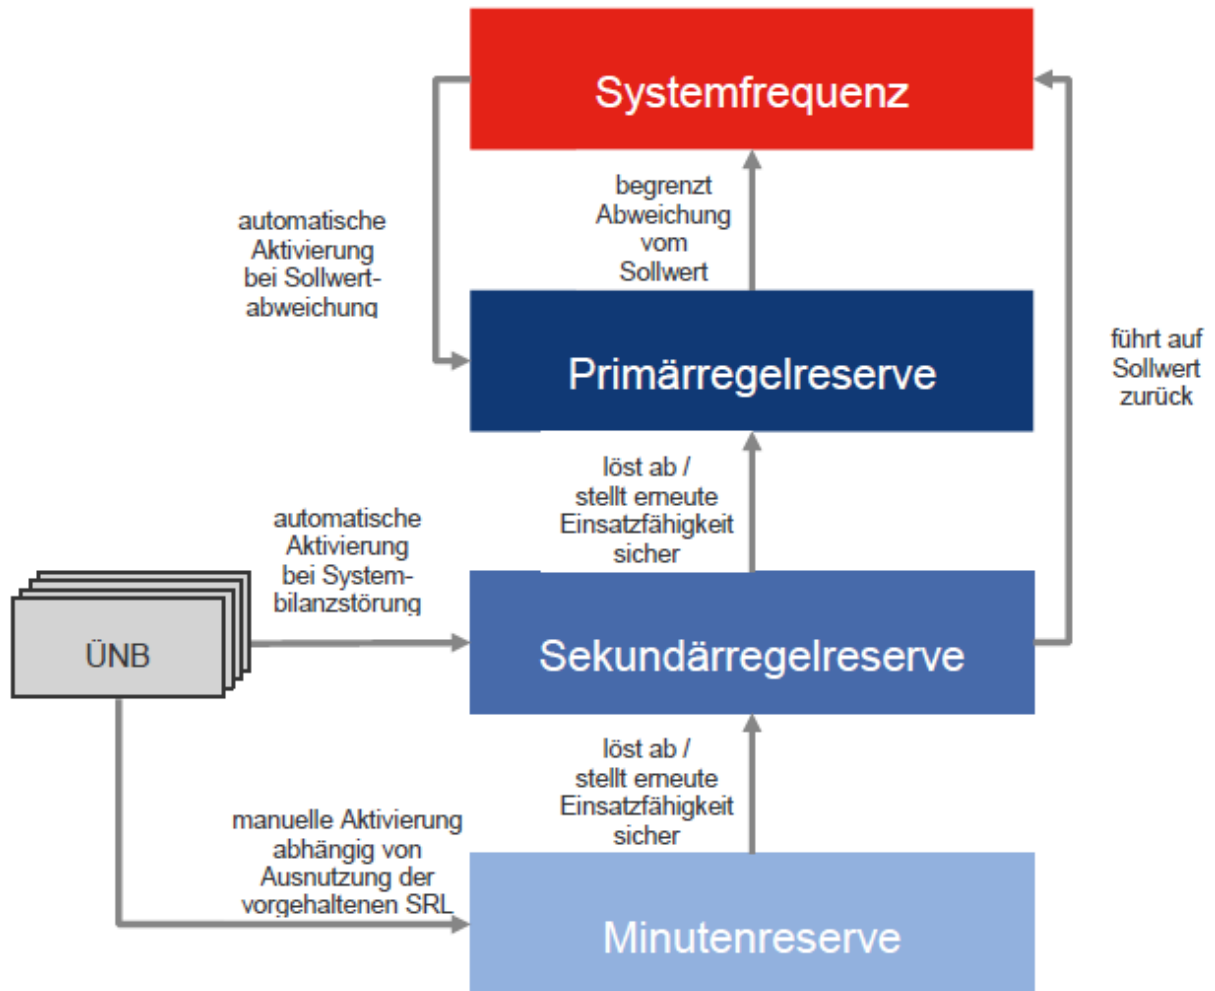 Systemfrequenz
begrenzt
Abweichung
vom
Sollwert
automatische
Aktivierung
bei Sollwert-
abweichung
Primärregelreserve
führt auf
Sollwert
zurück
löst ab /
stellt erneute
Einsatzfähigkeit
sicher
automatische
Aktivierung
bei System-
bilanzstörung
ÜNB
Sekundärregelreserve
löst ab /
stellt erneute
Einsatzfähigkeit
sicher
manuelle Aktivierung
abhängig von
Ausnutzung der
vorgehaltenen SRL
Minutenreserve